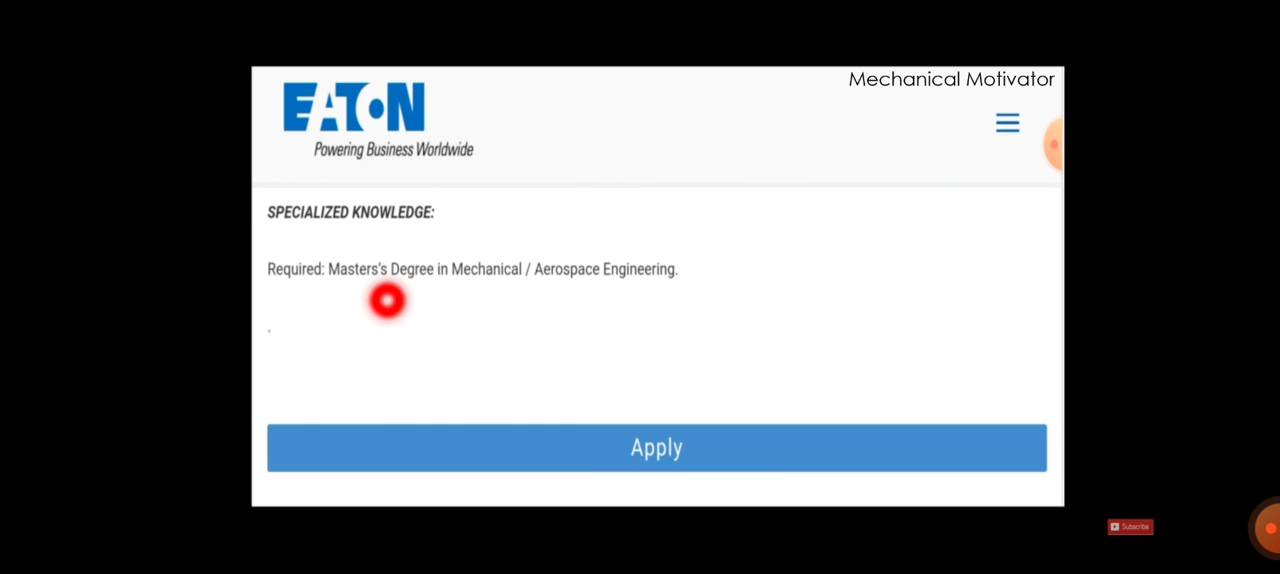 Mechanical Motivator
EATON
Powering Business Worldwide
SPECIALIZED KNOWLEDGE:
Required: Masters's Degree in Mechanical / Aerospace Engineering.
.
Apply
Subscribe